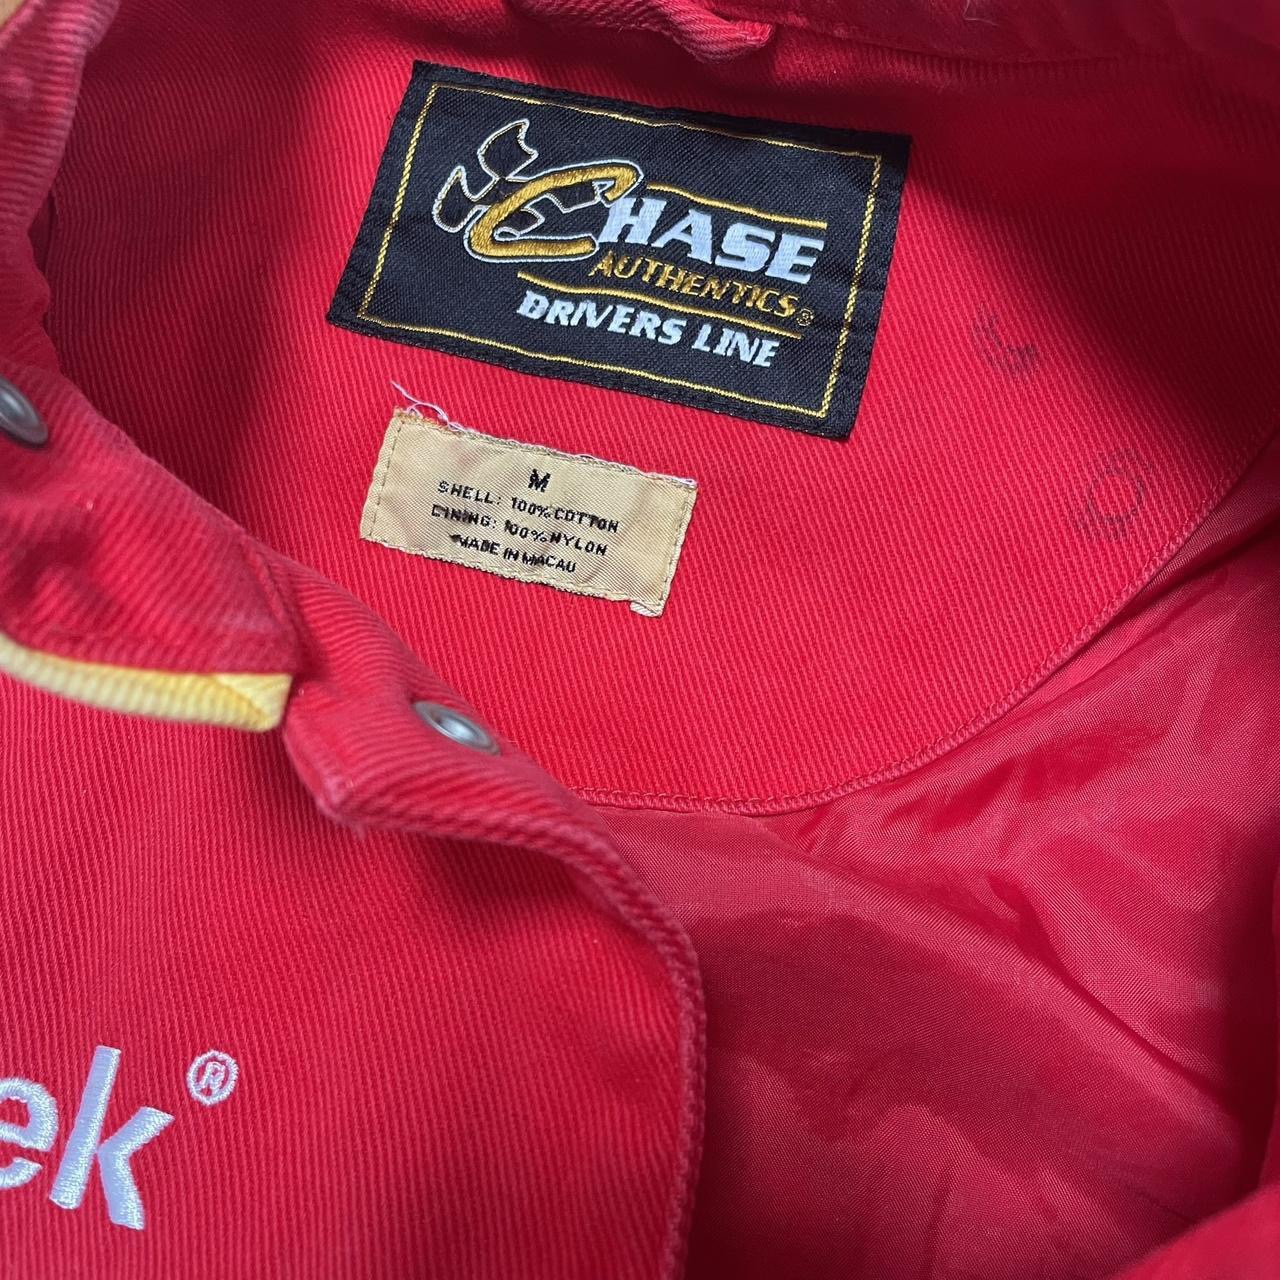 CHASE
AUTHENTICS®
DRIVERS LINE
M
SHELL: 100% COTTON
LINING: 100% NYLON
MADE IN MACAU
ek®